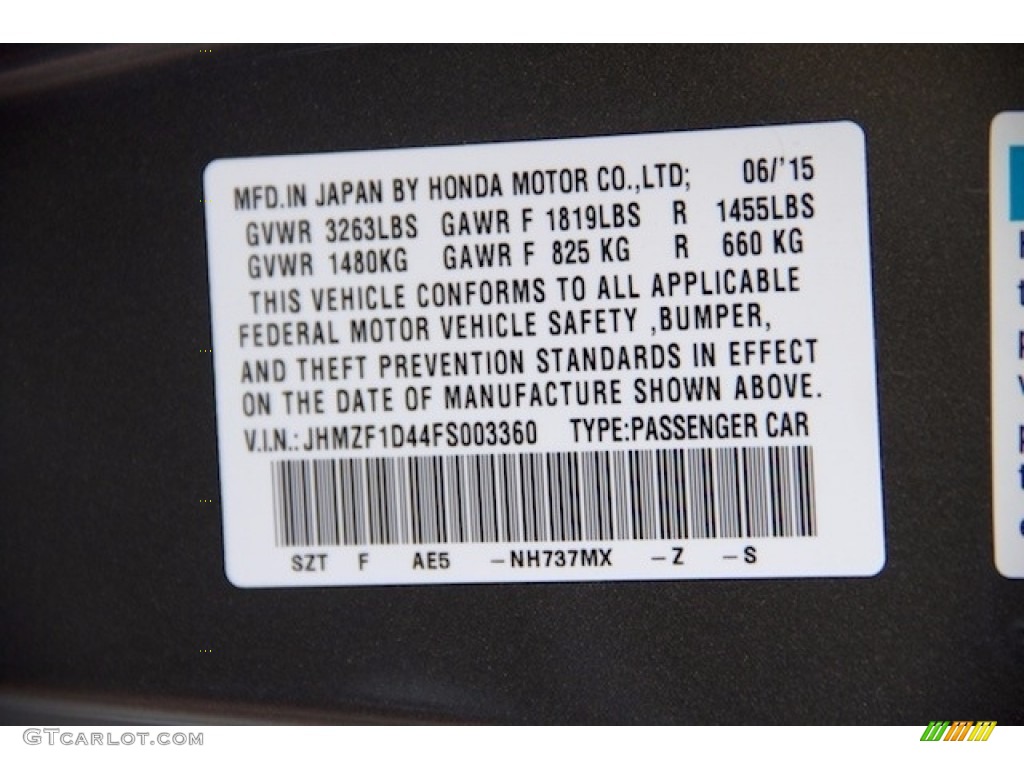 MFD.IN JAPAN BY HONDA MOTOR CO.,LTD; 06/'15
GVWR 3263LBS GAWR F 1819LBS R 1455LBS
GVWR 1480KG GAWR F 825 KG R 660 KG
THIS VEHICLE CONFORMS TO ALL APPLICABLE
FEDERAL MOTOR VEHICLE SAFETY ,BUMPER,
AND THEFT PREVENTION STANDARDS IN EFFECT
ON THE DATE OF MANUFACTURE SHOWN ABOVE.
V.I.N.: JHMZF1D44FS003360 TYPE:PASSENGER CAR
SZT F AE5 –NH737MX –Z –S
GTCARLOT.COM